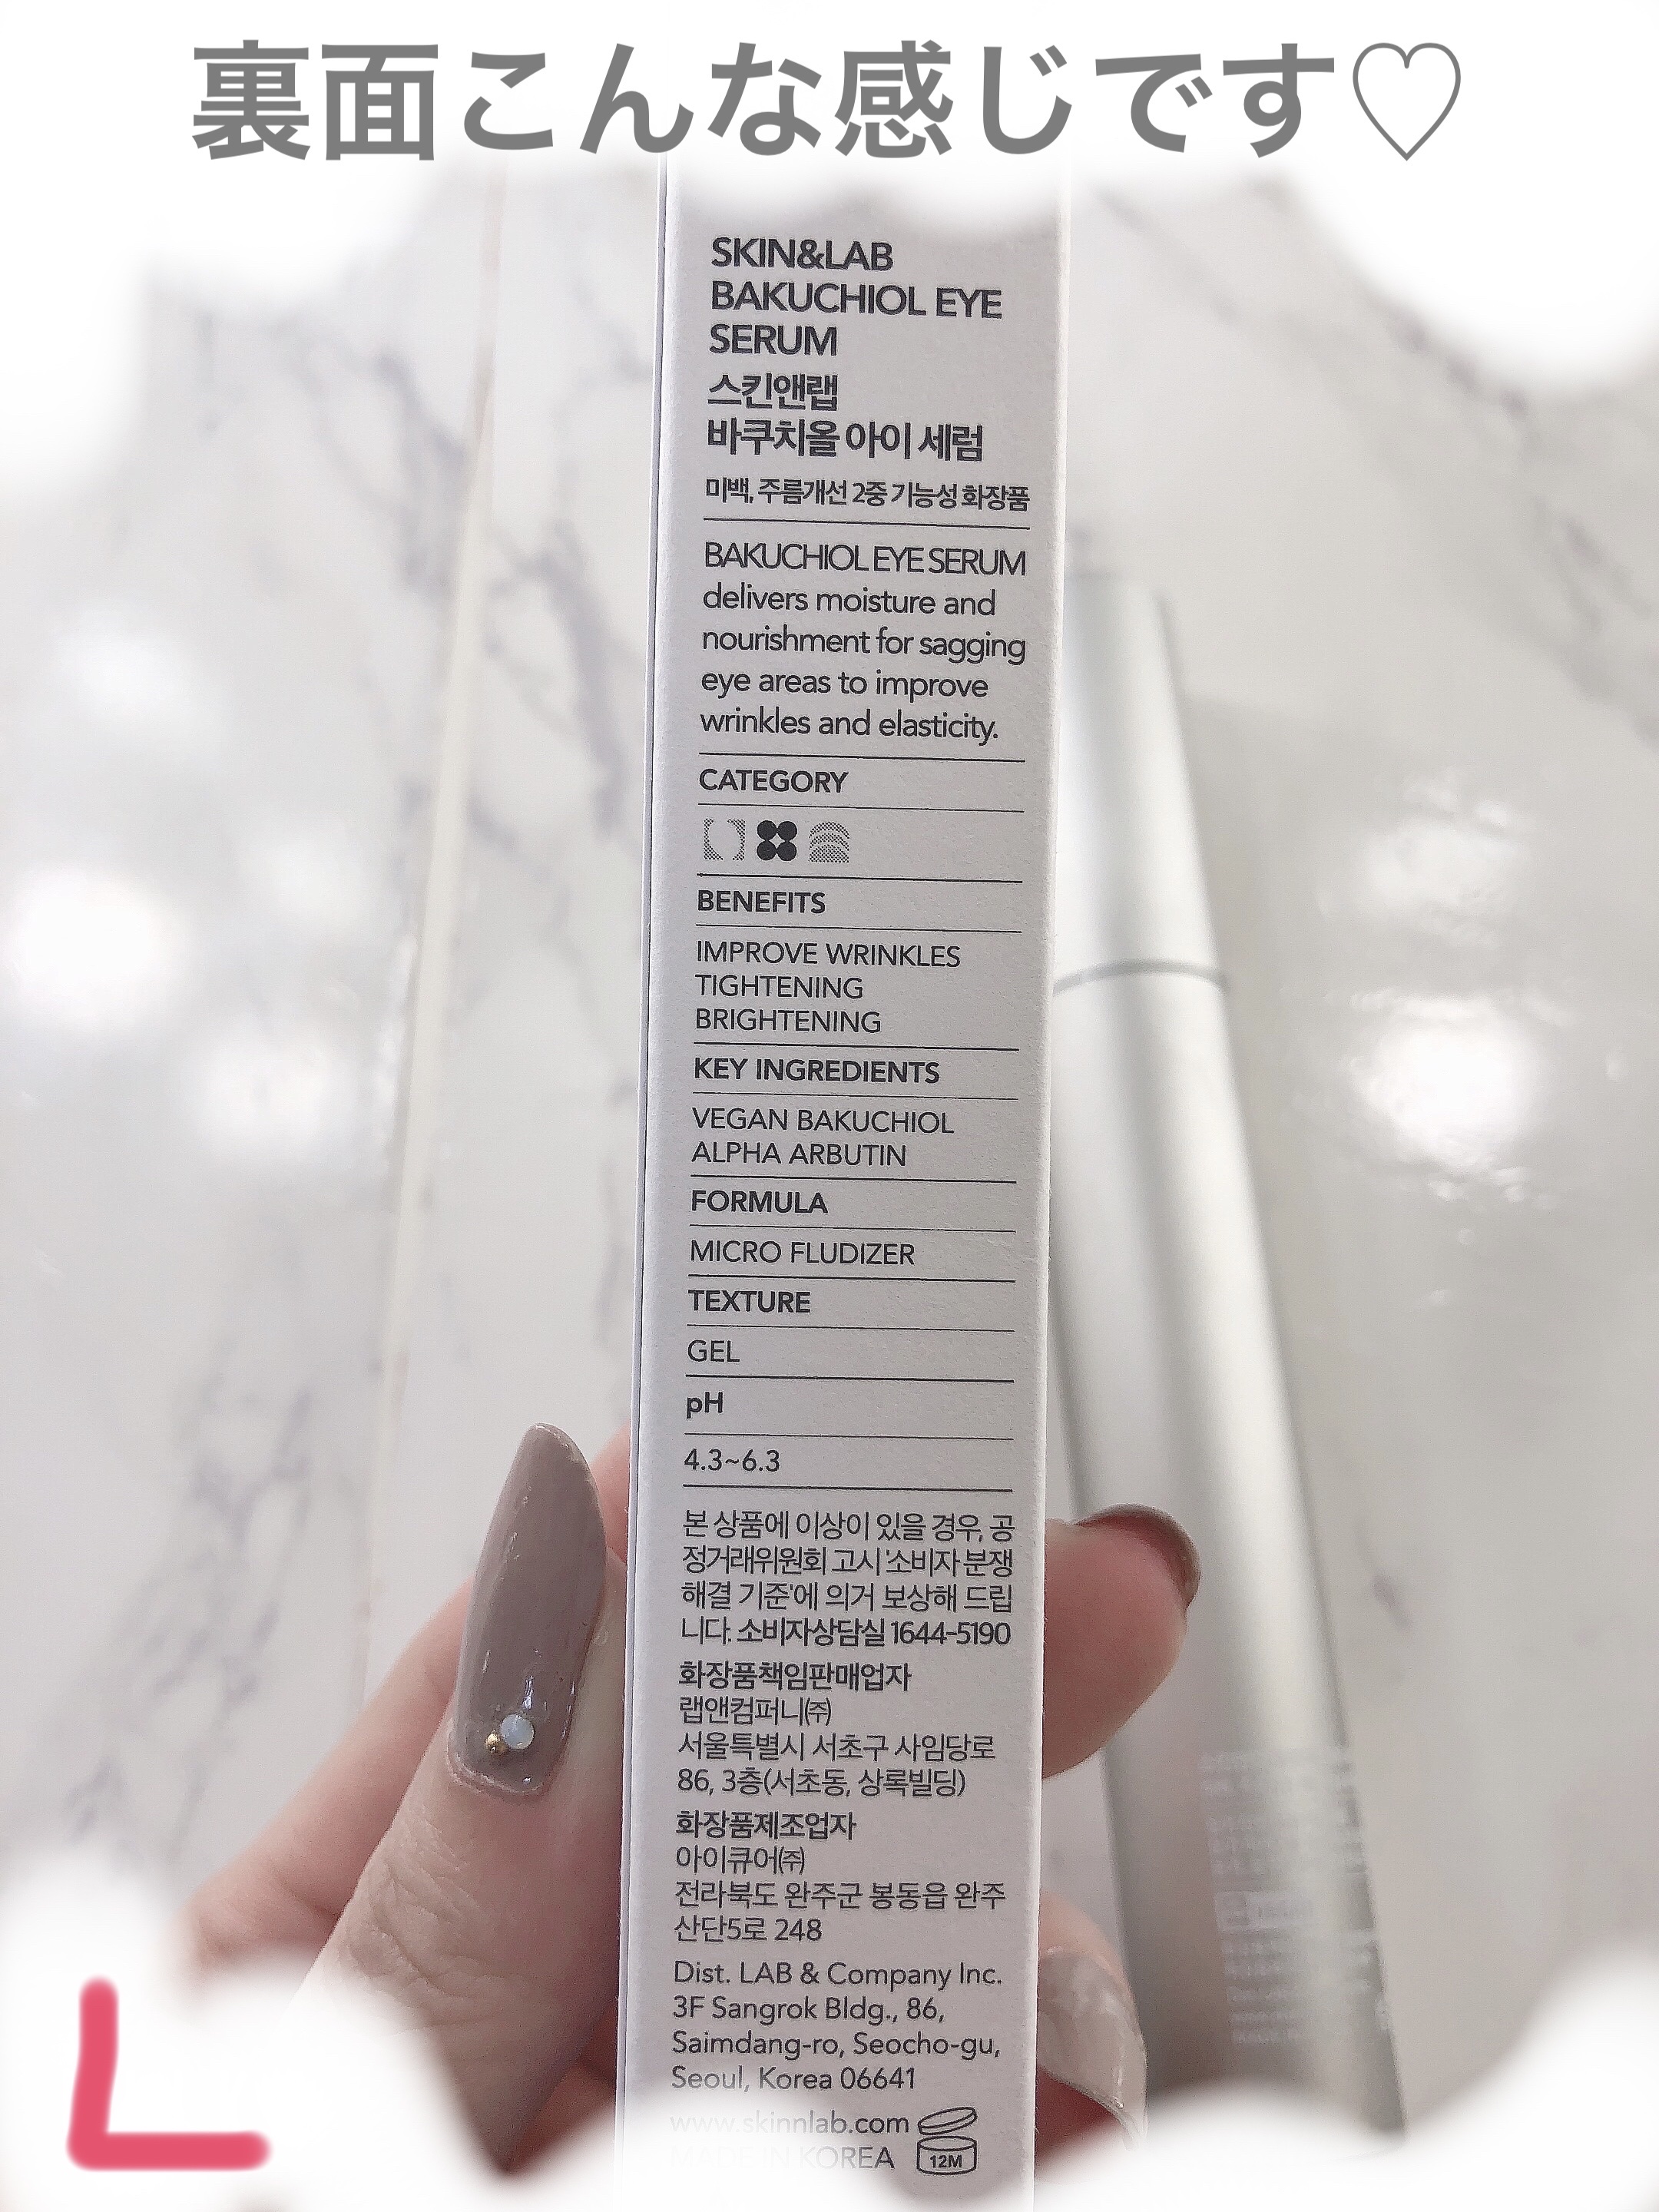 裏面こんな感じです♡
SKIN&LAB
BAKUCHIOL EYE
SERUM
스킨앤랩
바쿠치올 아이 세럼
미백, 주름개선 2중 기능성 화장품
BAKUCHIOL EYE SERUM
delivers moisture and
nourishment for sagging
eye areas to improve
wrinkles and elasticity.
CATEGORY
BENEFITS
IMPROVE WRINKLES
TIGHTENING
BRIGHTENING
KEY INGREDIENTS
VEGAN BAKUCHIOL
ALPHA ARBUTIN
FORMULA
MICRO FLUDIZER
TEXTURE
GEL
pH
4.3~6.3
본 상품에 이상이 있을 경우, 공
정거래위원회 고시 '소비자 분쟁
해결 기준'에 의거 보상해 드립
니다. 소비자상담실 1644-5190
화장품책임판매업자
랩앤컴퍼니㈜
서울특별시 서초구 사임당로
86, 3층(서초동, 상록빌딩)
화장품제조업자
아이큐어㈜
전라북도 완주군 봉동읍 완주
산단5로 248
Dist. LAB & Company Inc.
3F Sangrok Bldg., 86,
Saimdang-ro, Seocho-gu,
Seoul, Korea 06641
www.skinnlab.com
MADE IN KOREA
12M